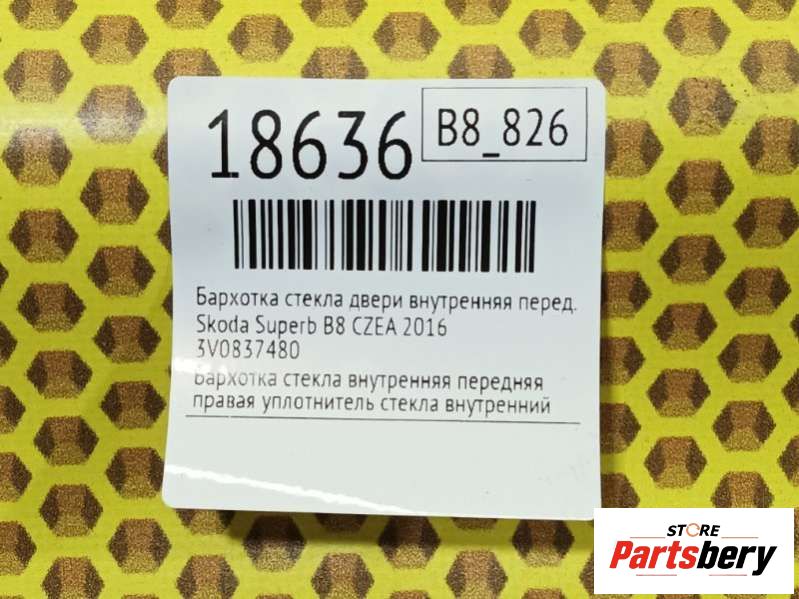 18636
B8_826
Бархотка стекла двери внутренняя перед.
Skoda Superb B8 CZEA 2016
3V0837480
Бархотка стекла внутренняя передняя
правая уплотнитель стекла внутренний
STORE
Partsbery